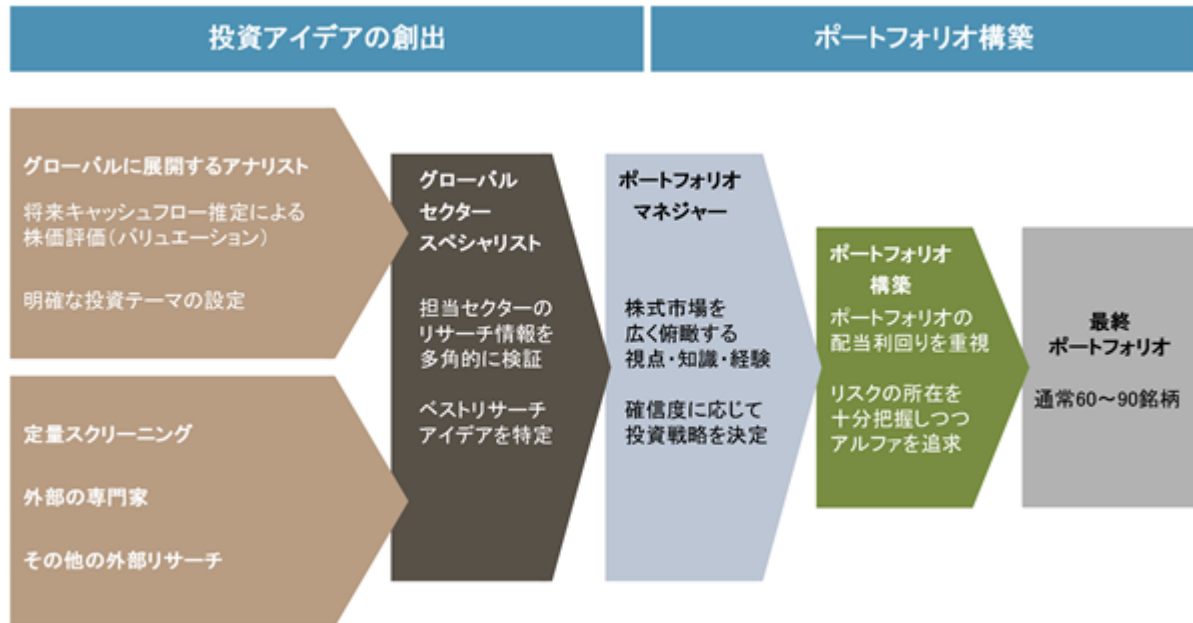 投資アイデアの創出
ポートフォリオ構築
グローバルに展開するアナリスト
将来キャッシュフロー推定による
株価評価(バリュエーション)
明確な投資テーマの設定
定量スクリーニング
外部の専門家
その他の外部リサーチ
グローバル
セクター
スペシャリスト
担当セクターの
リサーチ情報を
多角的に検証
ベストリサーチ
アイデアを特定
ポートフォリオ
マネジャー
株式市場を
広く俯瞰する
視点・知識・経験
確信度に応じて
投資戦略を決定
ポートフォリオ
構築
ポートフォリオの
配当利回りを重視
リスクの所在を
十分把握しつつ
アルファを追求
最終
ポートフォリオ
通常60～90銘柄